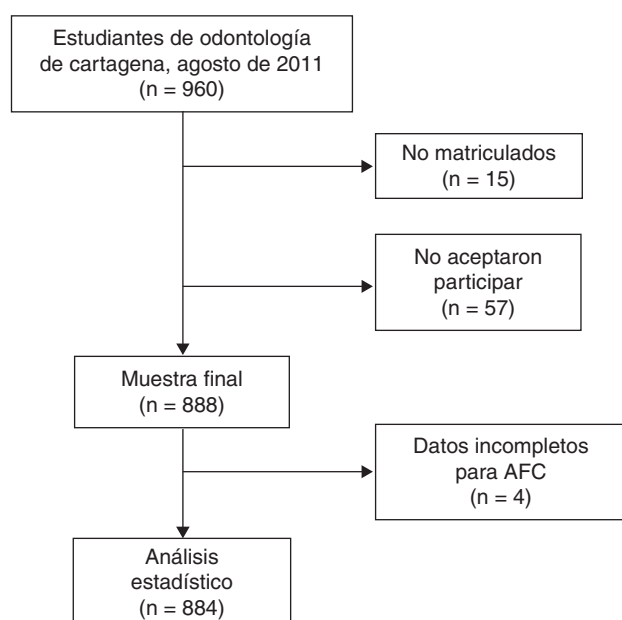 Estudiantes de odontología
de cartagena, agosto de 2011
(n = 960)
No matriculados
(n = 15)
No aceptaron
participar
(n = 57)
Muestra final
(n = 888)
Datos incompletos
para AFC
(n = 4)
Análisis
estadístico
(n = 884)